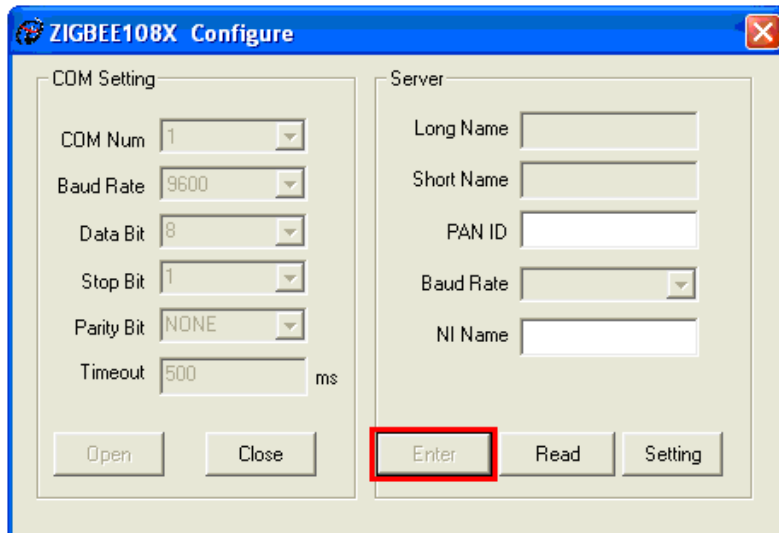 ZIGBEE108X Configure
COM Setting
COM Num 1
Baud Rate 9600
Data Bit 8
Stop Bit 1
Parity Bit NONE
Timeout 500 ms
Open Close
Server
Long Name
Short Name
PAN ID
Baud Rate
NI Name
Enter Read Setting